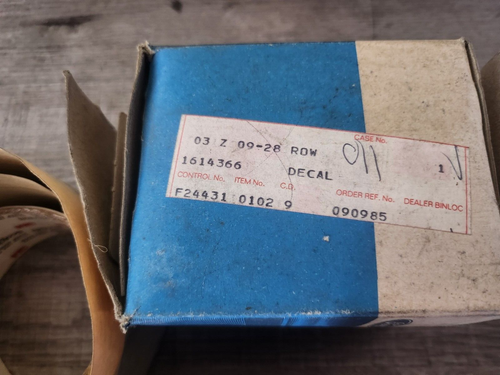 CASE No.
03 Z 09-28 ROW 011 1
1614366 DECAL
CONTROL No. ITEM No. C.D. ORDER REF. No. DEALER BINLOC
F24431 0102 9 090985